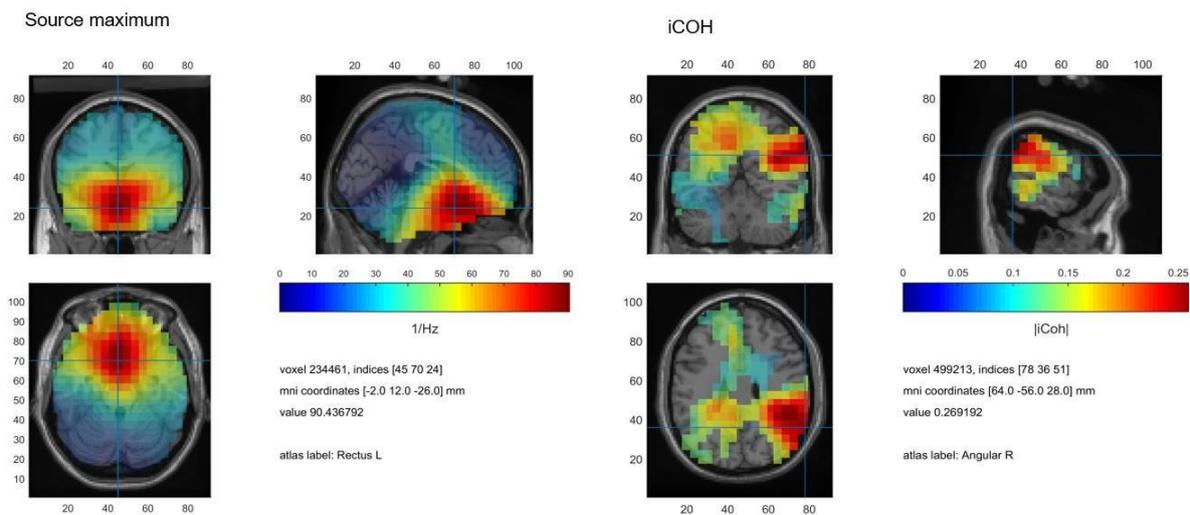 Source maximum
iCOH
20 40 60 80
20 40 60 80 100
20 40 60 80
20 40 60 80 100
80
60
40
20
80
60
40
20
80
60
40
20
80
60
40
20
0 10 20 30 40 50 60 70 80 90
1/Hz
0 0.05 0.1 0.15 0.2 0.25
|iCoh|
100
90
80
70
60
50
40
30
20
10
20 40 60 80
voxel 234461, indices [45 70 24]
mni coordinates [-2.0 12.0 -26.0] mm
value 90.436792
atlas label: Rectus L
100
80
60
40
20
20 40 60 80
voxel 499213, indices [78 36 51]
mni coordinates [64.0 -56.0 28.0] mm
value 0.269192
atlas label: Angular R